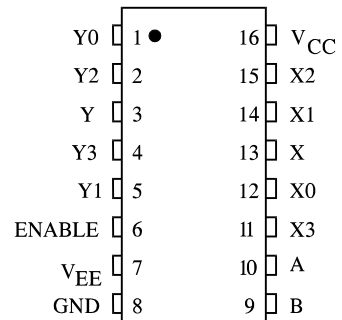 Y0 1 16 VCC
Y2 2 15 X2
Y 3 14 X1
Y3 4 13 X
Y1 5 12 X0
ENABLE 6 11 X3
VEE 7 10 A
GND 8 9 B